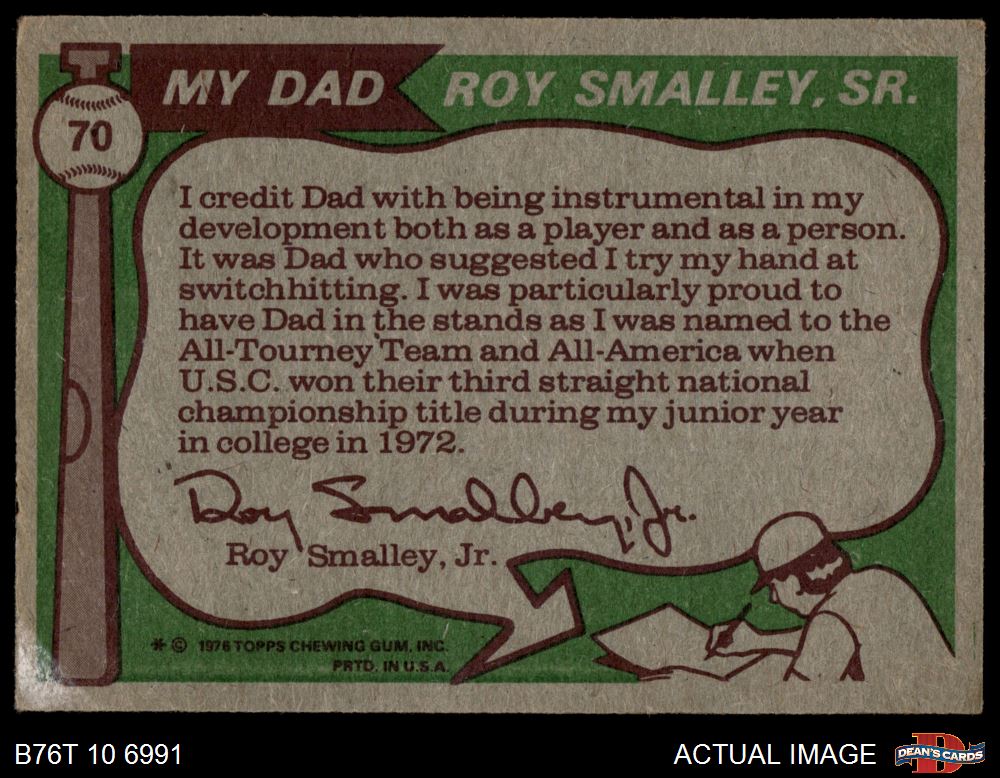 MY DAD ROY SMALLEY, SR.
70
I credit Dad with being instrumental in my
development both as a player and as a person.
It was Dad who suggested I try my hand at
switchhitting. I was particularly proud to
have Dad in the stands as I was named to the
All-Tourney Team and All-America when
U.S.C. won their third straight national
championship title during my junior year
in college in 1972.
Roy Smalley, Jr.
Roy Smalley, Jr.
* © 1976 TOPPS CHEWING GUM, INC.
PRTD. IN U.S.A.
B76T 10 6991
ACTUAL IMAGE
DEAN'S CARDS